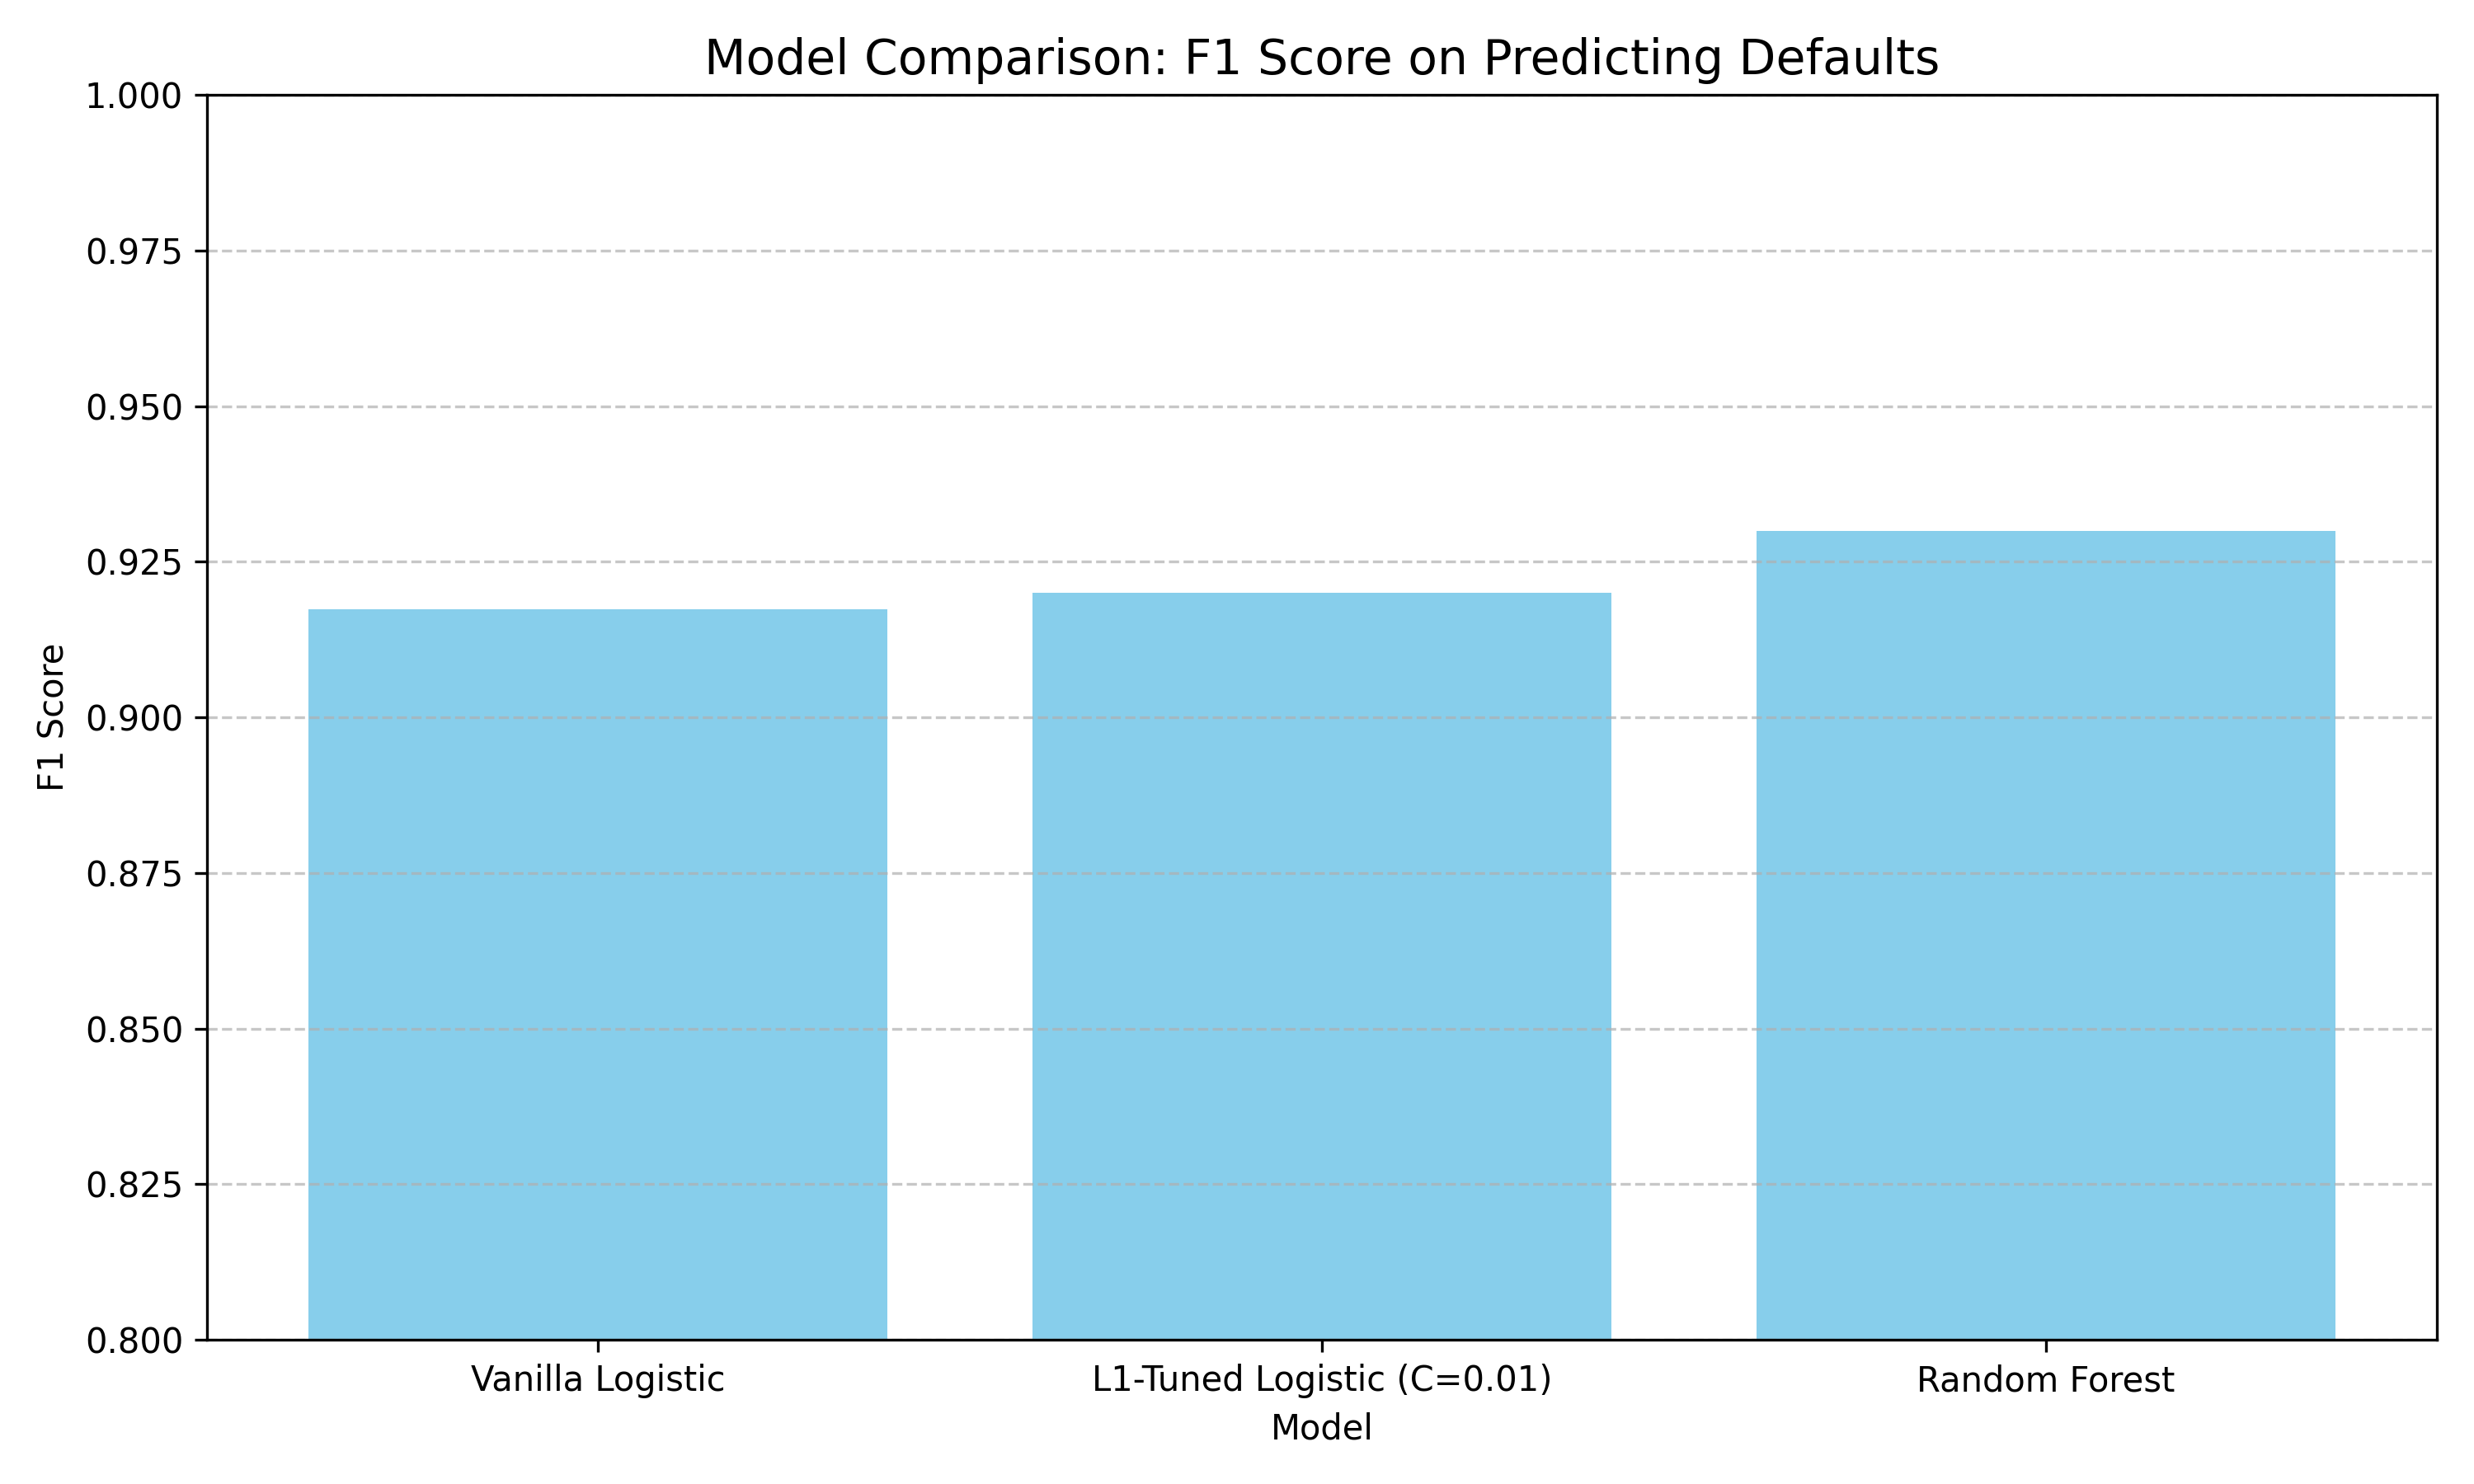 Model Comparison: F1 Score on Predicting Defaults
1.000
0.975
0.950
0.925
0.900
0.875
0.850
0.825
0.800
F1 Score
Vanilla Logistic
L1-Tuned Logistic (C=0.01)
Random Forest
Model